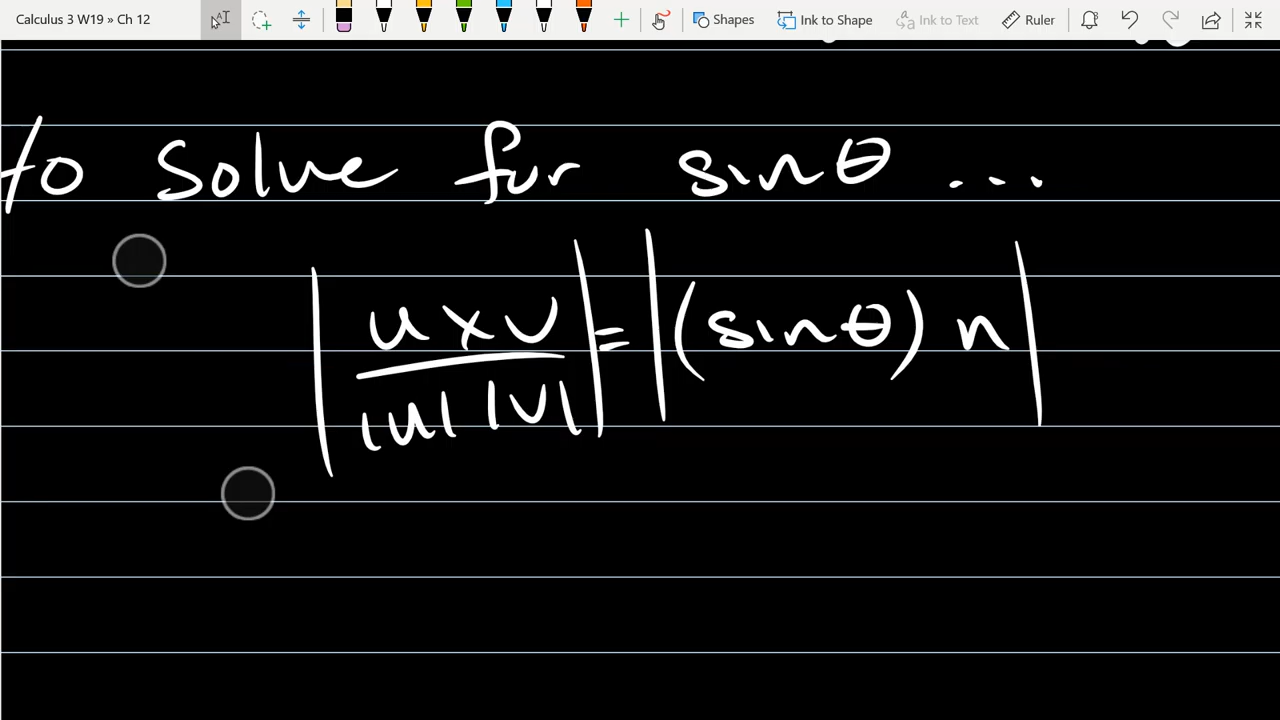 Calculus 3 W19 » Ch 12
Shapes
Ink to Shape
Ink to Text
Ruler
to solve for sinθ ...
| u×v / |u| |v| | = | (sinθ) n |